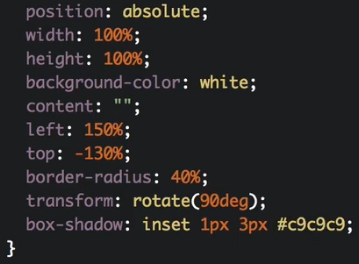 position: absolute;
width: 100%;
height: 100%;
background-color: white;
content: "";
left: 150%;
top: -130%;
border-radius: 40%;
transform: rotate(90deg);
box-shadow: inset 1px 3px #c9c9c9;
}